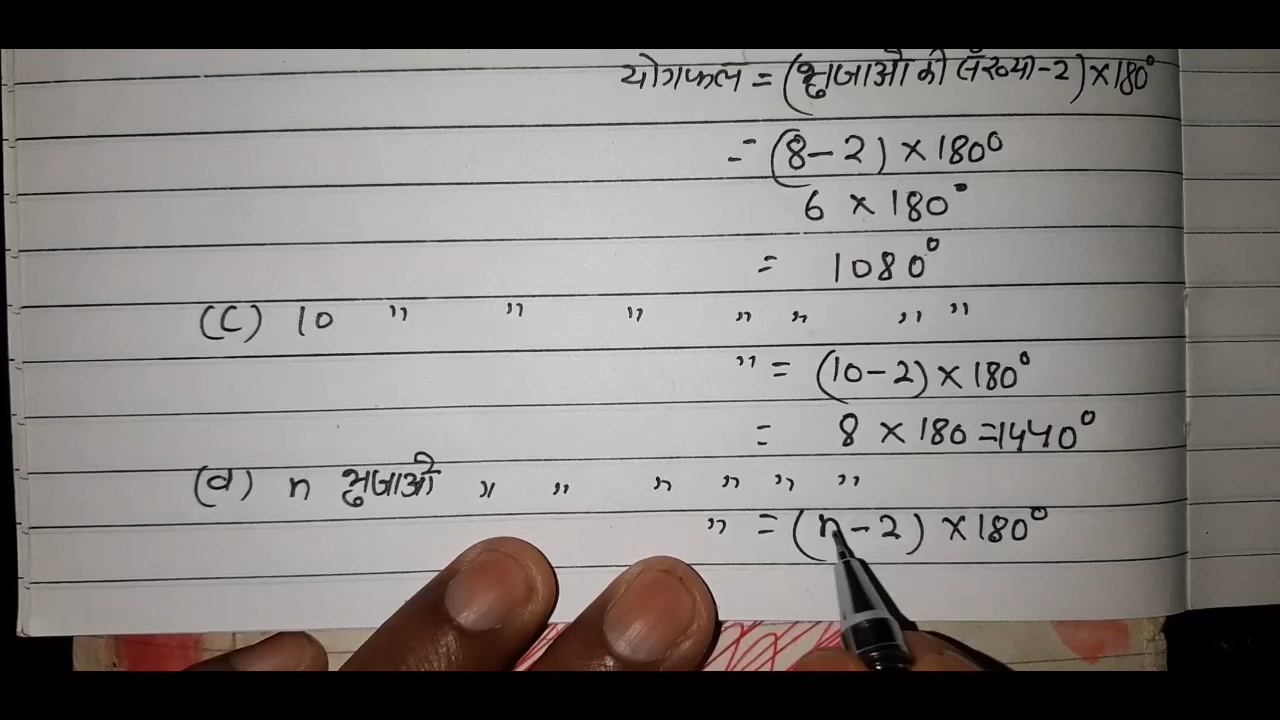 योगफल = (भुजाओं की संख्या-2)×180°
= (8-2) × 180°
6 × 180°
= 1080°
(C) 10 " " " " " " "
" = (10-2) × 180°
= 8 × 180 = 1440°
(d) n भुजाओं " " " " " "
" = (n-2) × 180°